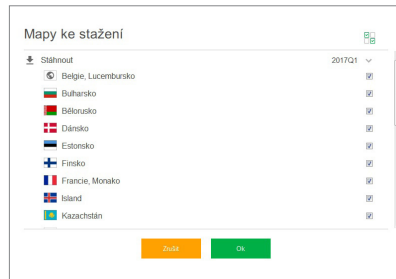 Mapy ke stažení
Stáhnout 2017Q1
Belgie, Lucembursko
Bulharsko
Bělorusko
Dánsko
Estonsko
Finsko
Francie, Monako
Island
Kazachstán
Zrušit Ok